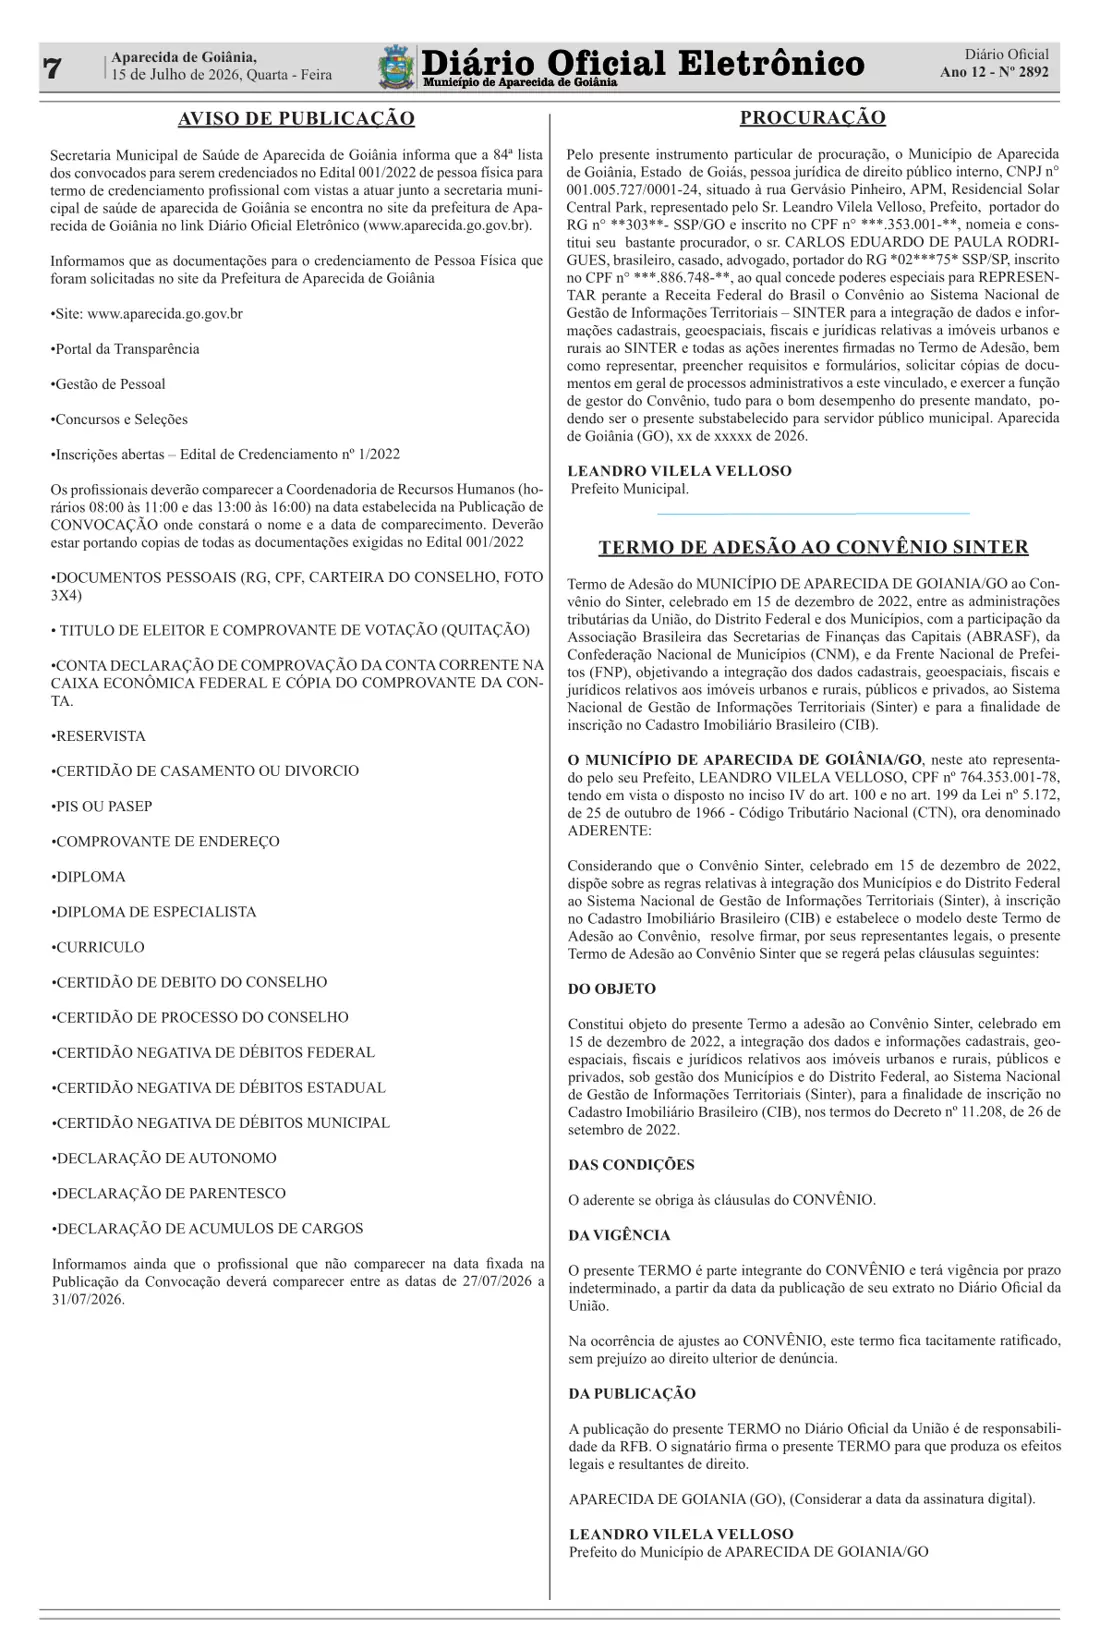 7
Aparecida de Goiânia,
15 de Julho de 2026, Quarta - Feira
Diário Oficial Eletrônico
Município de Aparecida de Goiânia
Diário Oficial
Ano 12 - Nº 2892
AVISO DE PUBLICAÇÃO
Secretaria Municipal de Saúde de Aparecida de Goiânia informa que a 84ª lista
dos convocados para serem credenciados no Edital 001/2022 de pessoa física para
termo de credenciamento profissional com vistas a atuar junto a secretaria muni-
cipal de saúde de aparecida de Goiânia se encontra no site da prefeitura de Apa-
recida de Goiânia no link Diário Oficial Eletrônico (www.aparecida.go.gov.br).
Informamos que as documentações para o credenciamento de Pessoa Física que
foram solicitadas no site da Prefeitura de Aparecida de Goiânia
•Site: www.aparecida.go.gov.br
•Portal da Transparência
•Gestão de Pessoal
•Concursos e Seleções
•Inscrições abertas – Edital de Credenciamento nº 1/2022
Os profissionais deverão comparecer a Coordenadoria de Recursos Humanos (ho-
rários 08:00 às 11:00 e das 13:00 às 16:00) na data estabelecida na Publicação de
CONVOCAÇÃO onde constará o nome e a data de comparecimento. Deverão
estar portando copias de todas as documentações exigidas no Edital 001/2022
•DOCUMENTOS PESSOAIS (RG, CPF, CARTEIRA DO CONSELHO, FOTO
3X4)
• TITULO DE ELEITOR E COMPROVANTE DE VOTAÇÃO (QUITAÇÃO)
•CONTA DECLARAÇÃO DE COMPROVAÇÃO DA CONTA CORRENTE NA
CAIXA ECONÔMICA FEDERAL E CÓPIA DO COMPROVANTE DA CON-
TA.
•RESERVISTA
•CERTIDÃO DE CASAMENTO OU DIVORCIO
•PIS OU PASEP
•COMPROVANTE DE ENDEREÇO
•DIPLOMA
•DIPLOMA DE ESPECIALISTA
•CURRICULO
•CERTIDÃO DE DEBITO DO CONSELHO
•CERTIDÃO DE PROCESSO DO CONSELHO
•CERTIDÃO NEGATIVA DE DÉBITOS FEDERAL
•CERTIDÃO NEGATIVA DE DÉBITOS ESTADUAL
•CERTIDÃO NEGATIVA DE DÉBITOS MUNICIPAL
•DECLARAÇÃO DE AUTONOMO
•DECLARAÇÃO DE PARENTESCO
•DECLARAÇÃO DE ACUMULOS DE CARGOS
Informamos ainda que o profissional que não comparecer na data fixada na
Publicação da Convocação deverá comparecer entre as datas de 27/07/2026 a
31/07/2026.
PROCURAÇÃO
Pelo presente instrumento particular de procuração, o Município de Aparecida
de Goiânia, Estado de Goiás, pessoa jurídica de direito público interno, CNPJ n°
001.005.727/0001-24, situado à rua Gervásio Pinheiro, APM, Residencial Solar
Central Park, representado pelo Sr. Leandro Vilela Velloso, Prefeito, portador do
RG n° **303**- SSP/GO e inscrito no CPF n° ***.353.001-**, nomeia e cons-
titui seu bastante procurador, o sr. CARLOS EDUARDO DE PAULA RODRI-
GUES, brasileiro, casado, advogado, portador do RG *02***75* SSP/SP, inscrito
no CPF n° ***.886.748-**, ao qual concede poderes especiais para REPRESEN-
TAR perante a Receita Federal do Brasil o Convênio ao Sistema Nacional de
Gestão de Informações Territoriais – SINTER para a integração de dados e infor-
mações cadastrais, geoespaciais, fiscais e jurídicas relativas a imóveis urbanos e
rurais ao SINTER e todas as ações inerentes firmadas no Termo de Adesão, bem
como representar, preencher requisitos e formulários, solicitar cópias de docu-
mentos em geral de processos administrativos a este vinculado, e exercer a função
de gestor do Convênio, tudo para o bom desempenho do presente mandato, po-
dendo ser o presente substabelecido para servidor público municipal. Aparecida
de Goiânia (GO), xx de xxxxx de 2026.
LEANDRO VILELA VELLOSO
Prefeito Municipal.
TERMO DE ADESÃO AO CONVÊNIO SINTER
Termo de Adesão do MUNICÍPIO DE APARECIDA DE GOIANIA/GO ao Con-
vênio do Sinter, celebrado em 15 de dezembro de 2022, entre as administrações
tributárias da União, do Distrito Federal e dos Municípios, com a participação da
Associação Brasileira das Secretarias de Finanças das Capitais (ABRASF), da
Confederação Nacional de Municípios (CNM), e da Frente Nacional de Prefei-
tos (FNP), objetivando a integração dos dados cadastrais, geoespaciais, fiscais e
jurídicos relativos aos imóveis urbanos e rurais, públicos e privados, ao Sistema
Nacional de Gestão de Informações Territoriais (Sinter) e para a finalidade de
inscrição no Cadastro Imobiliário Brasileiro (CIB).
O MUNICÍPIO DE APARECIDA DE GOIÂNIA/GO, neste ato representa-
do pelo seu Prefeito, LEANDRO VILELA VELLOSO, CPF nº 764.353.001-78,
tendo em vista o disposto no inciso IV do art. 100 e no art. 199 da Lei nº 5.172,
de 25 de outubro de 1966 - Código Tributário Nacional (CTN), ora denominado
ADERENTE:
Considerando que o Convênio Sinter, celebrado em 15 de dezembro de 2022,
dispõe sobre as regras relativas à integração dos Municípios e do Distrito Federal
ao Sistema Nacional de Gestão de Informações Territoriais (Sinter), à inscrição
no Cadastro Imobiliário Brasileiro (CIB) e estabelece o modelo deste Termo de
Adesão ao Convênio, resolve firmar, por seus representantes legais, o presente
Termo de Adesão ao Convênio Sinter que se regerá pelas cláusulas seguintes:
DO OBJETO
Constitui objeto do presente Termo a adesão ao Convênio Sinter, celebrado em
15 de dezembro de 2022, a integração dos dados e informações cadastrais, geo-
espaciais, fiscais e jurídicos relativos aos imóveis urbanos e rurais, públicos e
privados, sob gestão dos Municípios e do Distrito Federal, ao Sistema Nacional
de Gestão de Informações Territoriais (Sinter), para a finalidade de inscrição no
Cadastro Imobiliário Brasileiro (CIB), nos termos do Decreto nº 11.208, de 26 de
setembro de 2022.
DAS CONDIÇÕES
O aderente se obriga às cláusulas do CONVÊNIO.
DA VIGÊNCIA
O presente TERMO é parte integrante do CONVÊNIO e terá vigência por prazo
indeterminado, a partir da data da publicação de seu extrato no Diário Oficial da
União.
Na ocorrência de ajustes ao CONVÊNIO, este termo fica tacitamente ratificado,
sem prejuízo ao direito ulterior de denúncia.
DA PUBLICAÇÃO
A publicação do presente TERMO no Diário Oficial da União é de responsabili-
dade da RFB. O signatário firma o presente TERMO para que produza os efeitos
legais e resultantes de direito.
APARECIDA DE GOIANIA (GO), (Considerar a data da assinatura digital).
LEANDRO VILELA VELLOSO
Prefeito do Município de APARECIDA DE GOIANIA/GO